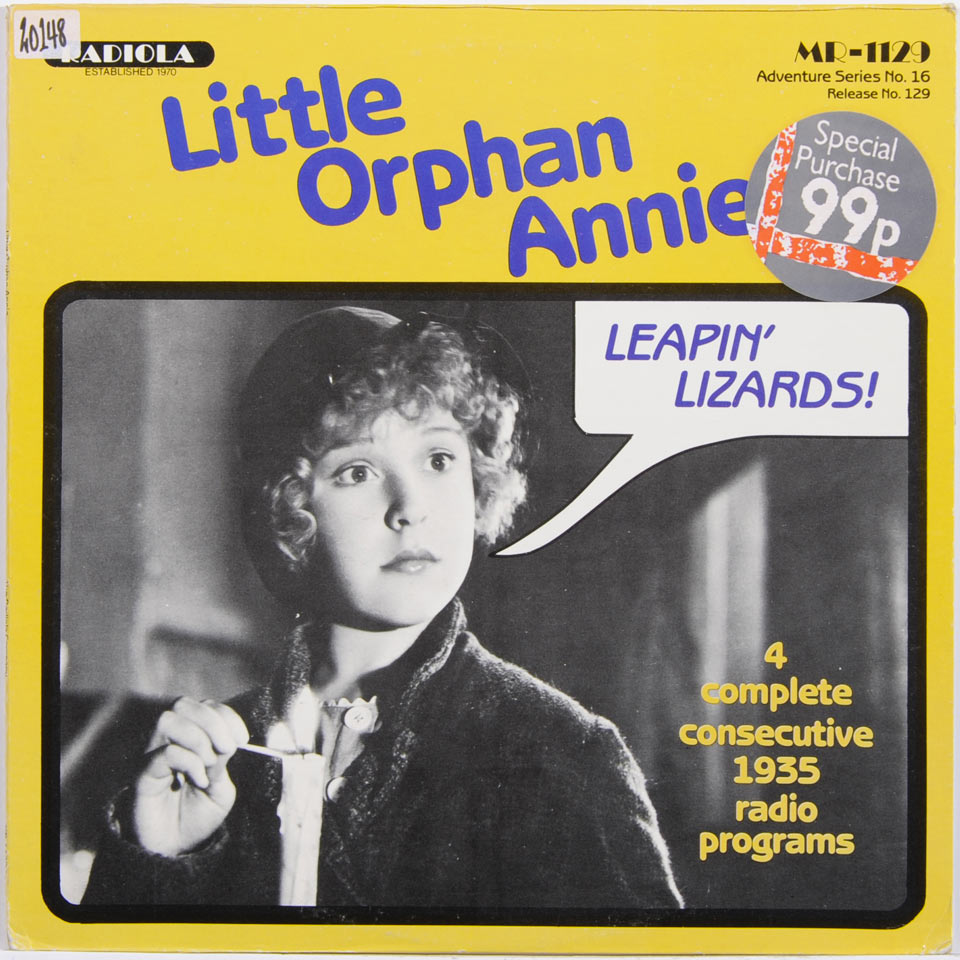 20148
RADIOLA
ESTABLISHED 1970
MR-1129
Adventure Series No. 16
Release No. 129
Little
Orphan
Annie
Special
Purchase
99p
LEAPIN'
LIZARDS!
4
complete
consecutive
1935
radio
programs